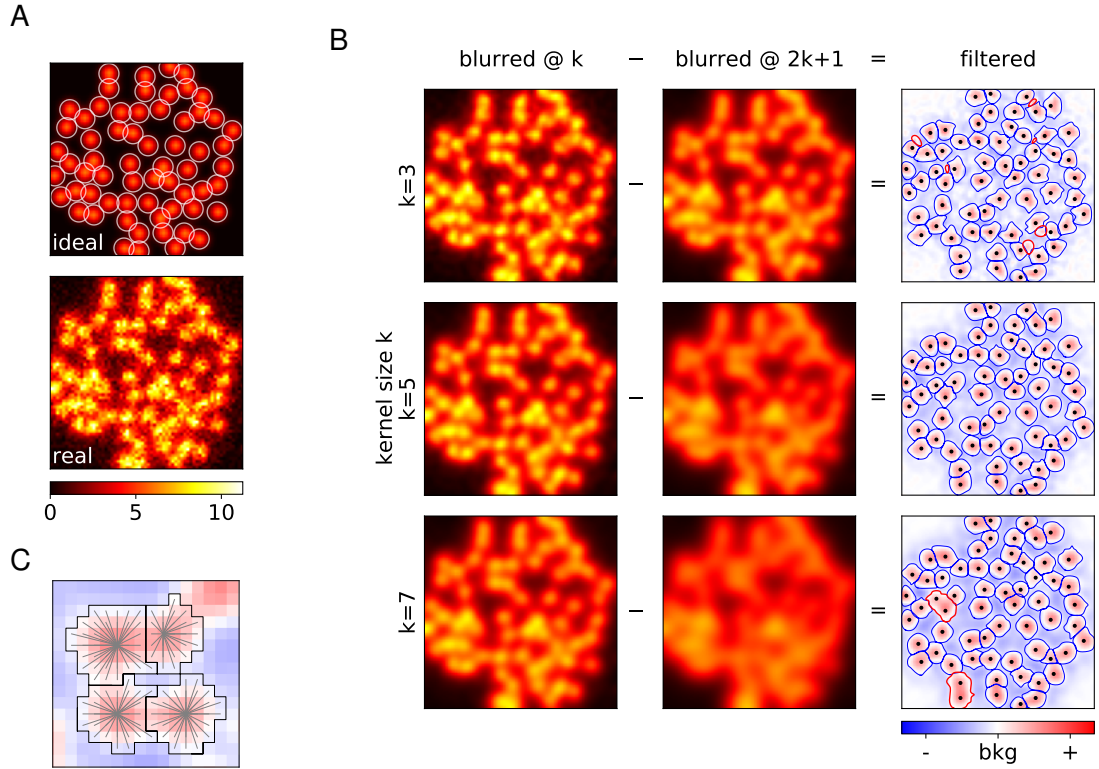 A
ideal
real
0 5 10
B
blurred @ k − blurred @ 2k+1 = filtered
kernel size k
k=3 − =
k=5 − =
k=7 − =
- bkg +
C